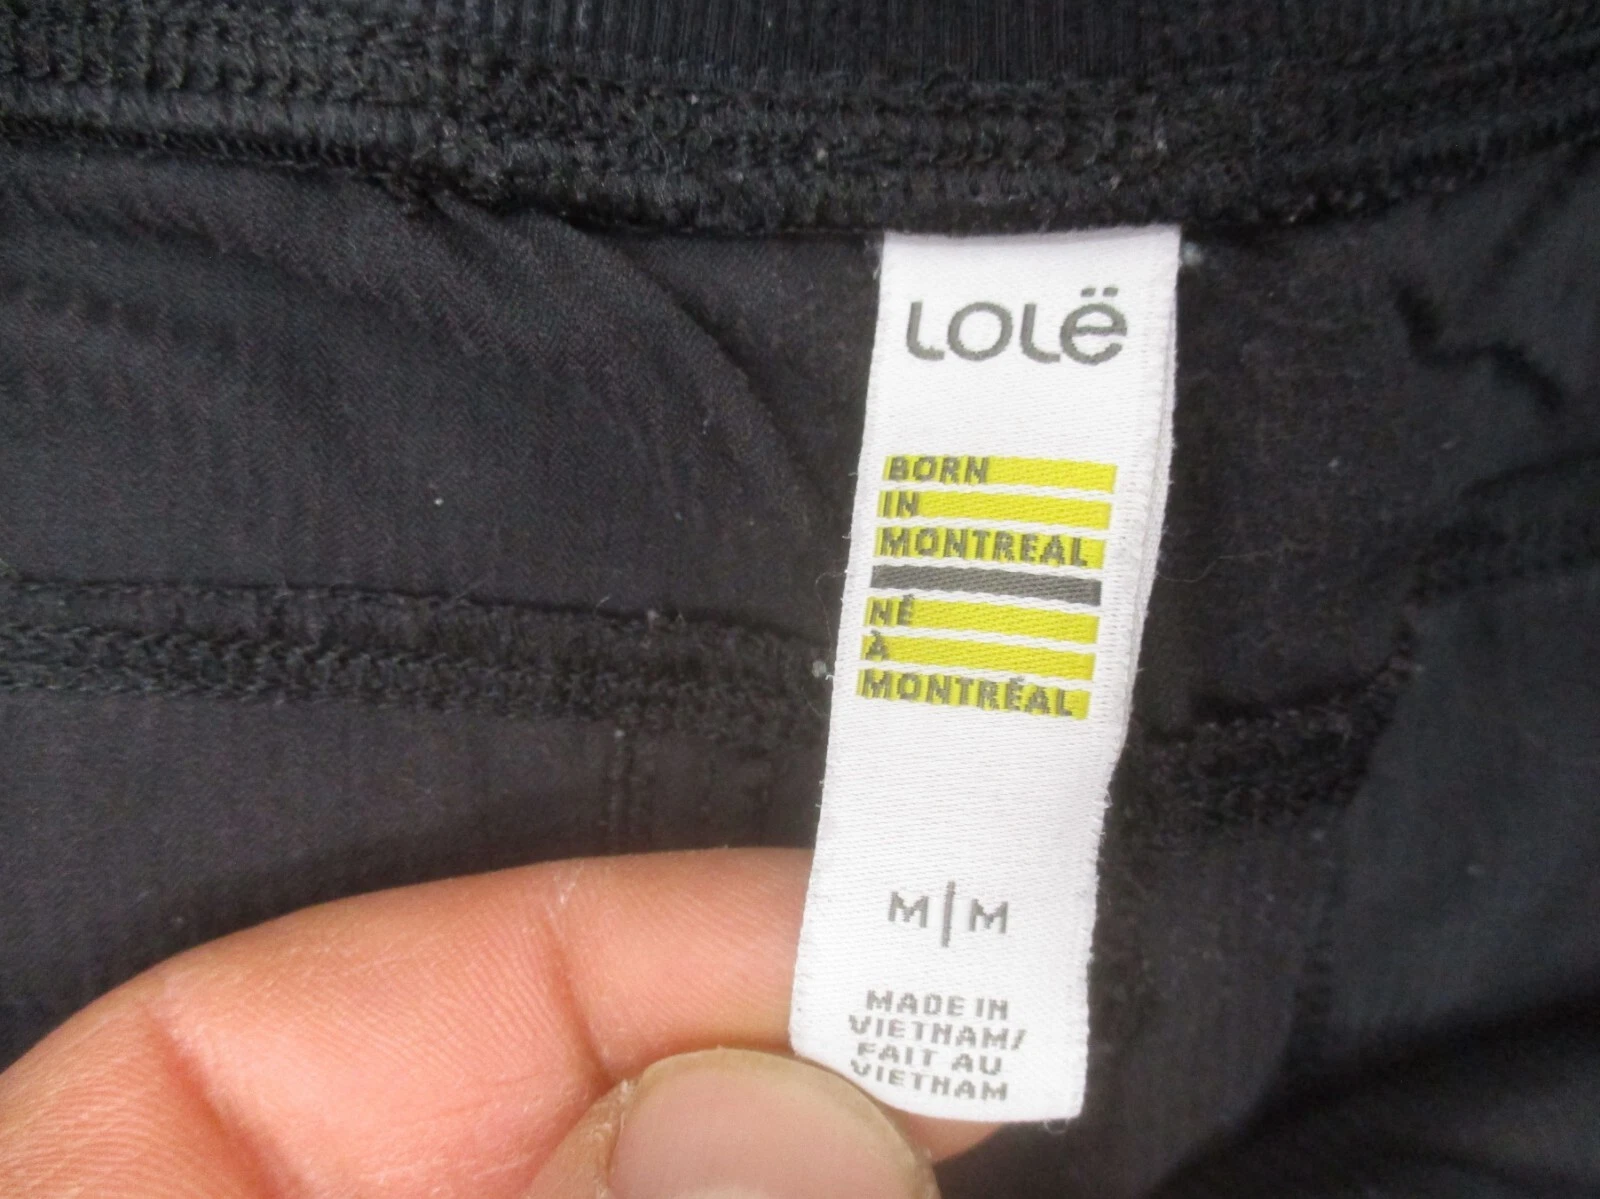 Lolë
BORN
IN
MONTREAL
NÉ
À
MONTRÉAL
M|M
MADE IN
VIETNAM/
FAIT AU
VIETNAM